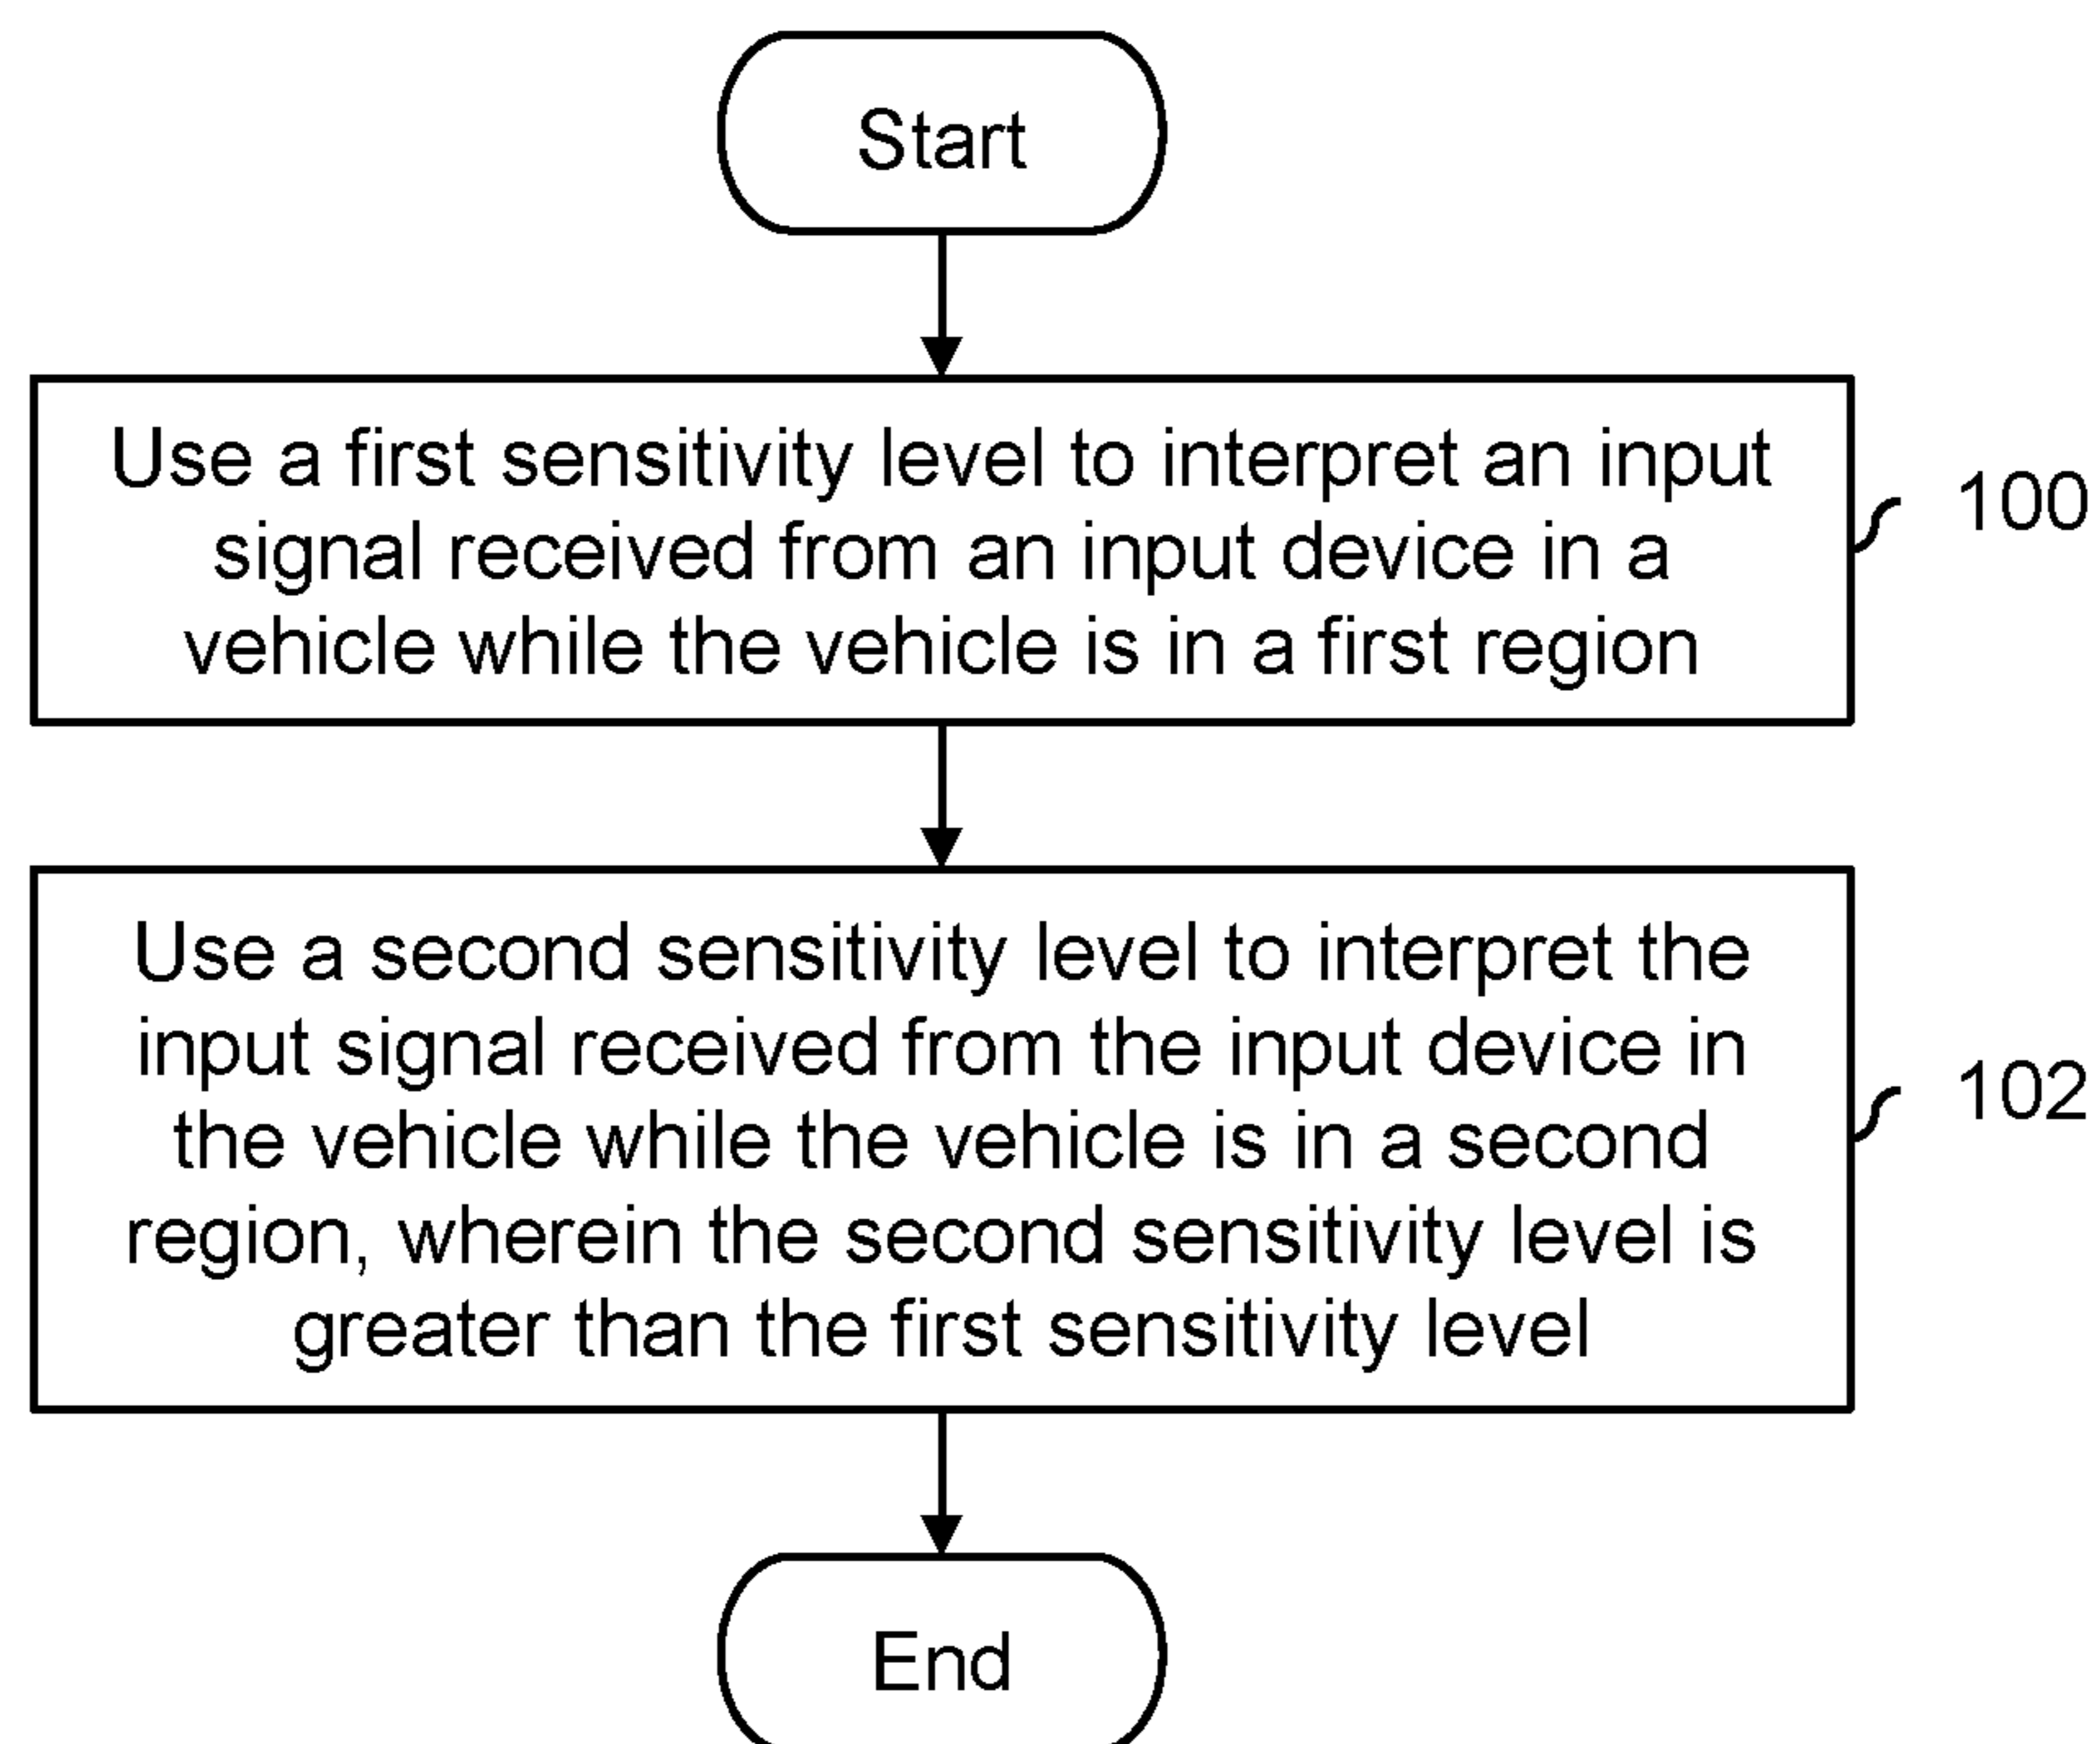 Start
Use a first sensitivity level to interpret an input
signal received from an input device in a
vehicle while the vehicle is in a first region
100
Use a second sensitivity level to interpret the
input signal received from the input device in
the vehicle while the vehicle is in a second
region, wherein the second sensitivity level is
greater than the first sensitivity level
102
End